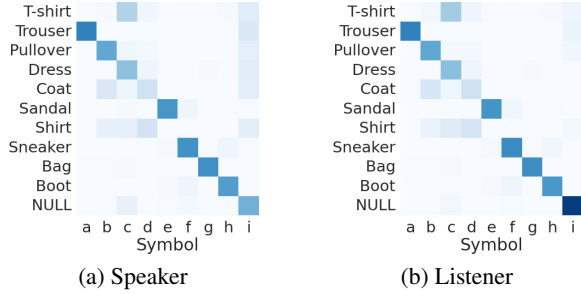 T-shirt
Trouser
Pullover
Dress
Coat
Sandal
Shirt
Sneaker
Bag
Boot
NULL
a b c d e f g h i
Symbol
(a) Speaker
T-shirt
Trouser
Pullover
Dress
Coat
Sandal
Shirt
Sneaker
Bag
Boot
NULL
a b c d e f g h i
Symbol
(b) Listener